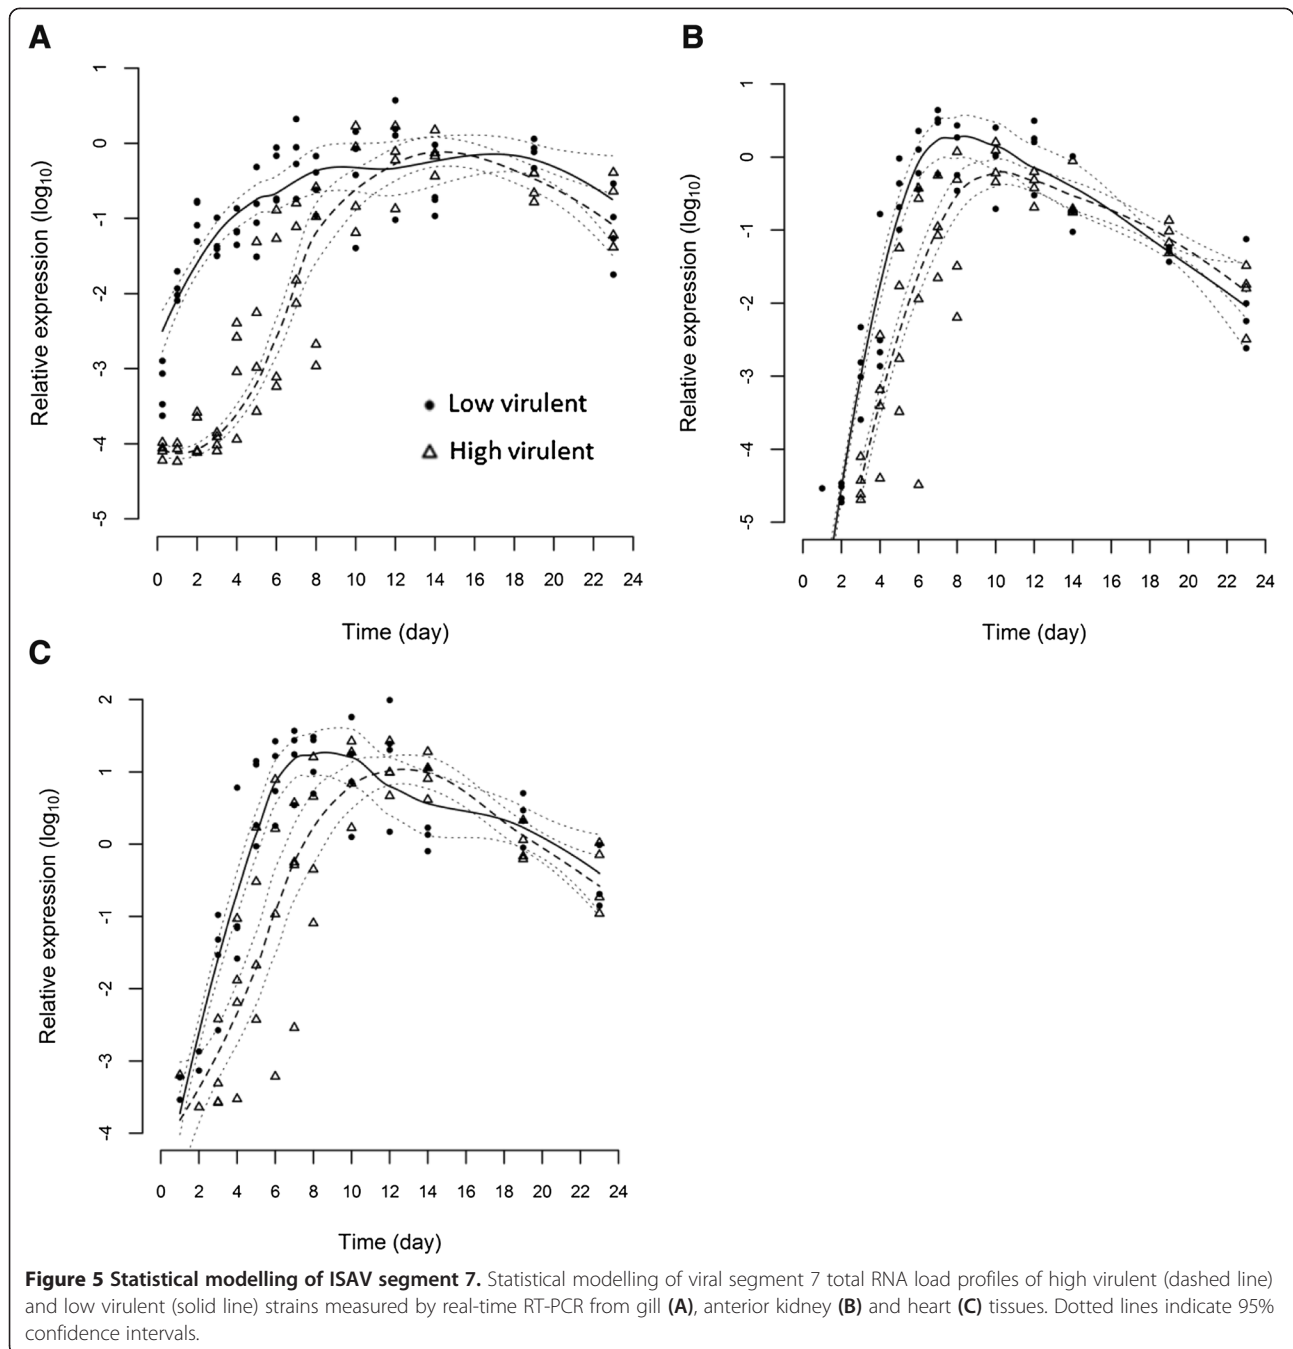 A
1
0
-1
-2
-3
-4
-5
Relative expression (log10)
Low virulent
High virulent
0 2 4 6 8 10 12 14 16 18 20 22 24
Time (day)
B
1
0
-1
-2
-3
-4
-5
Relative expression (log10)
0 2 4 6 8 10 12 14 16 18 20 22 24
Time (day)
C
2
1
0
-1
-2
-3
-4
Relative expression (log10)
0 2 4 6 8 10 12 14 16 18 20 22 24
Time (day)
Figure 5 Statistical modelling of ISAV segment 7. Statistical modelling of viral segment 7 total RNA load profiles of high virulent (dashed line)
and low virulent (solid line) strains measured by real-time RT-PCR from gill (A), anterior kidney (B) and heart (C) tissues. Dotted lines indicate 95%
confidence intervals.